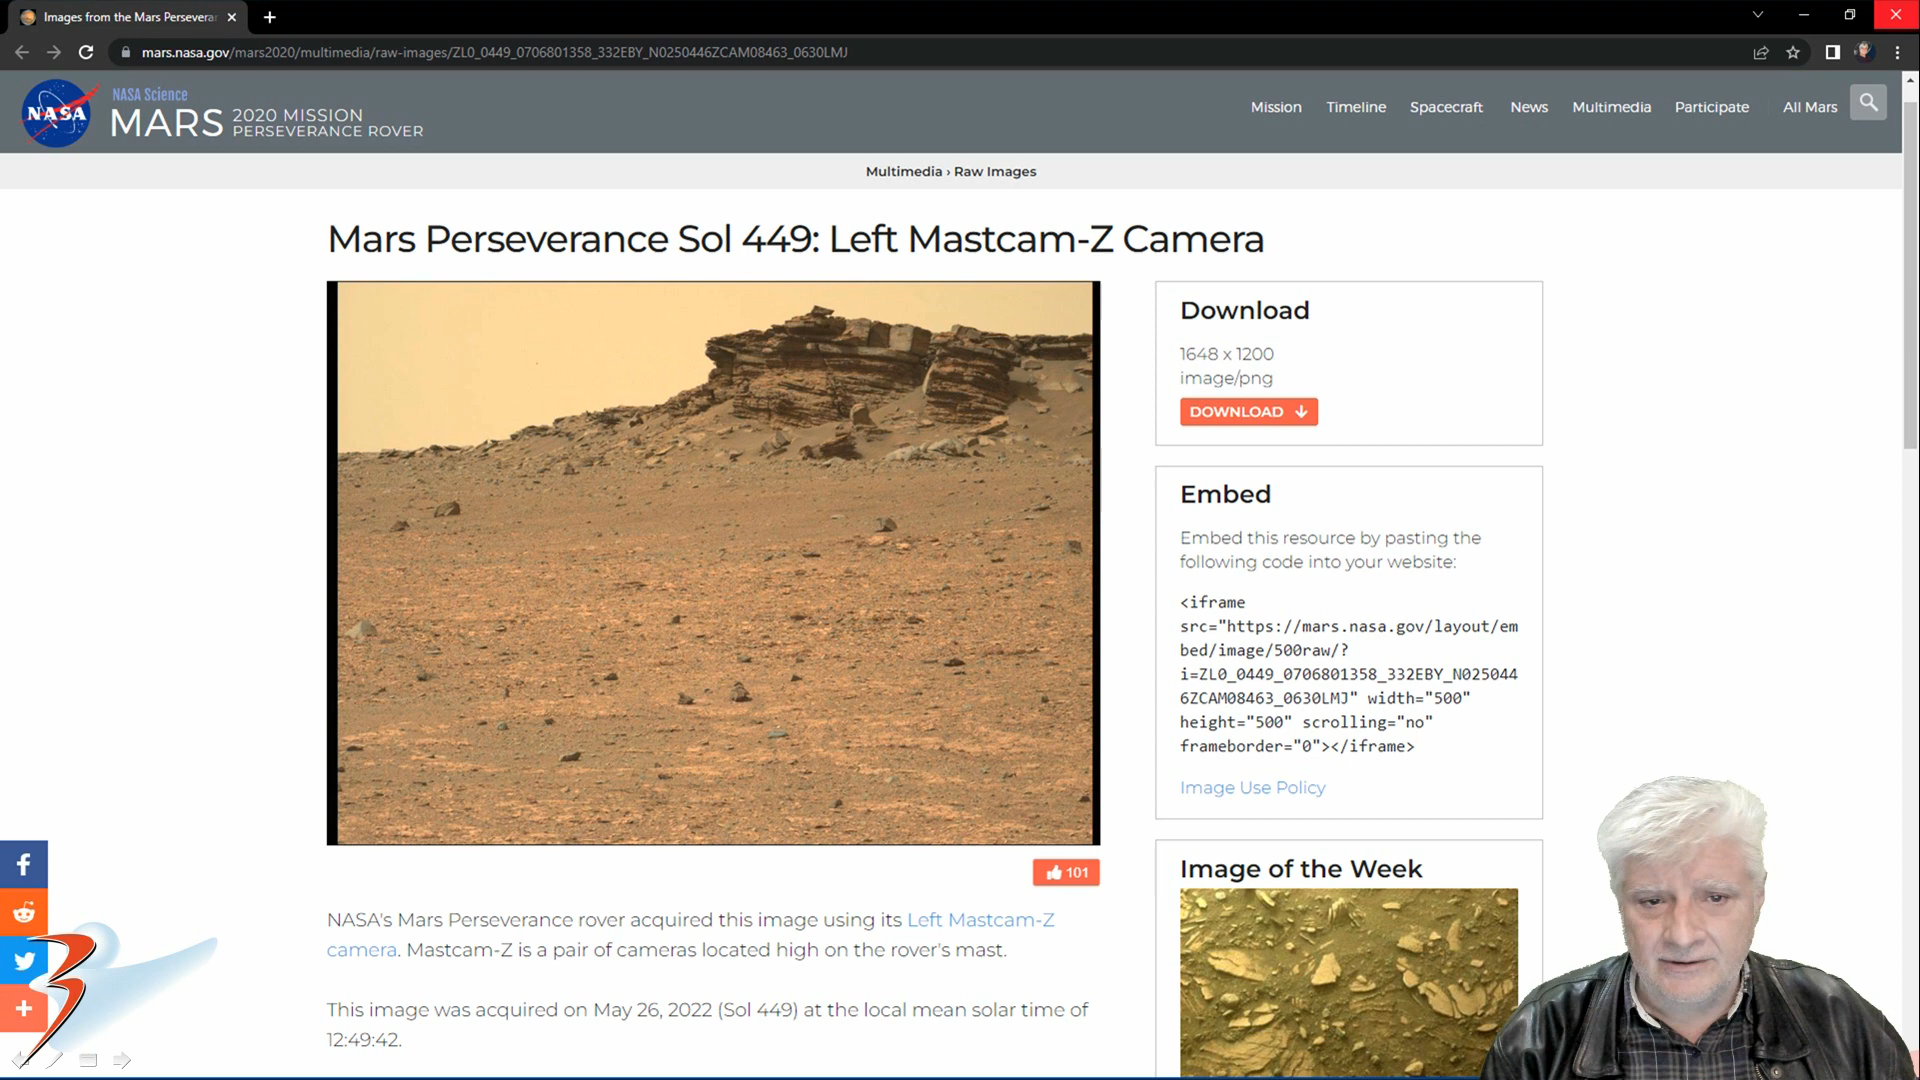 Images from the Mars Perseveran
mars.nasa.gov/mars2020/multimedia/raw-images/ZL0_0449_0706801358_332EBY_N0250446ZCAM08463_0630LMJ
NASA
NASA Science
MARS 2020 MISSION
PERSEVERANCE ROVER
Mission Timeline Spacecraft News Multimedia Participate All Mars
Multimedia › Raw Images
Mars Perseverance Sol 449: Left Mastcam-Z Camera
101
NASA's Mars Perseverance rover acquired this image using its Left Mastcam-Z
camera. Mastcam-Z is a pair of cameras located high on the rover's mast.
This image was acquired on May 26, 2022 (Sol 449) at the local mean solar time of
12:49:42.
Download
1648 x 1200
image/png
DOWNLOAD
Embed
Embed this resource by pasting the
following code into your website:
<iframe
src="https://mars.nasa.gov/layout/em
bed/image/500raw/?
i=ZL0_0449_0706801358_332EBY_N025044
6ZCAM08463_0630LMJ" width="500"
height="500" scrolling="no"
frameborder="0"></iframe>
Image Use Policy
Image of the Week